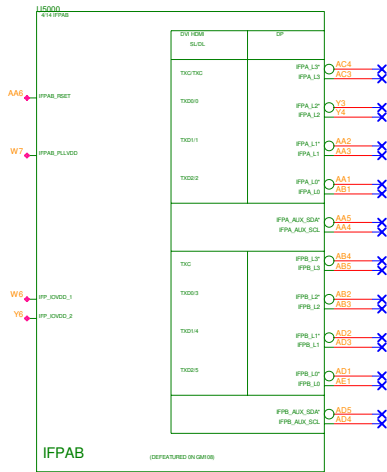 U5000
4/14 IFPAB
DVI HDMI DP
SL/DL
IFPA_L3* AC4
TXC/TXC IFPA_L3 AC3
AA6 IFPAB_RSET
TXD0/0 IFPA_L2* Y3
IFPA_L2 Y4
TXD1/1 IFPA_L1* AA2
W7 IFPAB_PLLVDD IFPA_L1 AA3
TXD2/2 IFPA_L0* AA1
IFPA_L0 AB1
IFPA_AUX_SDA* AA5
IFPA_AUX_SCL AA4
TXC IFPB_L3* AB4
IFPB_L3 AB5
W6 IFP_IOVDD_1 TXD0/3 IFPB_L2* AB2
IFPB_L2 AB3
Y6 IFP_IOVDD_2
TXD1/4 IFPB_L1* AD2
IFPB_L1 AD3
TXD2/5 IFPB_L0* AD1
IFPB_L0 AE1
IFPB_AUX_SDA* AD5
IFPB_AUX_SCL AD4
IFPAB (DEFEATURED ON GM108)